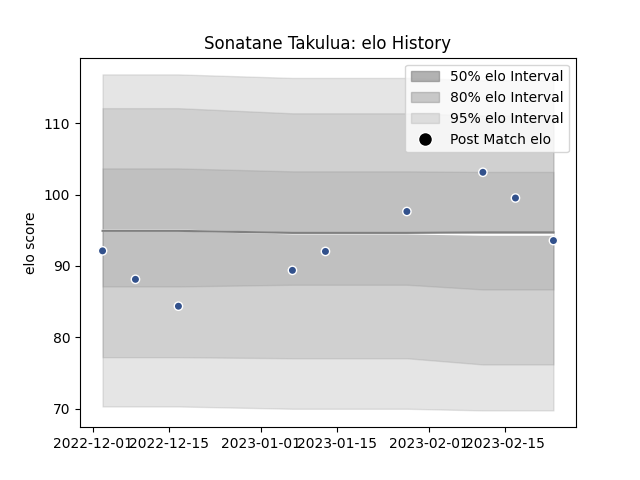 Sonatane Takulua: elo History
50% elo Interval
80% elo Interval
95% elo Interval
Post Match elo
elo score
110
100
90
80
70
2022-12-01 2022-12-15 2023-01-01 2023-01-15 2023-02-01 2023-02-15